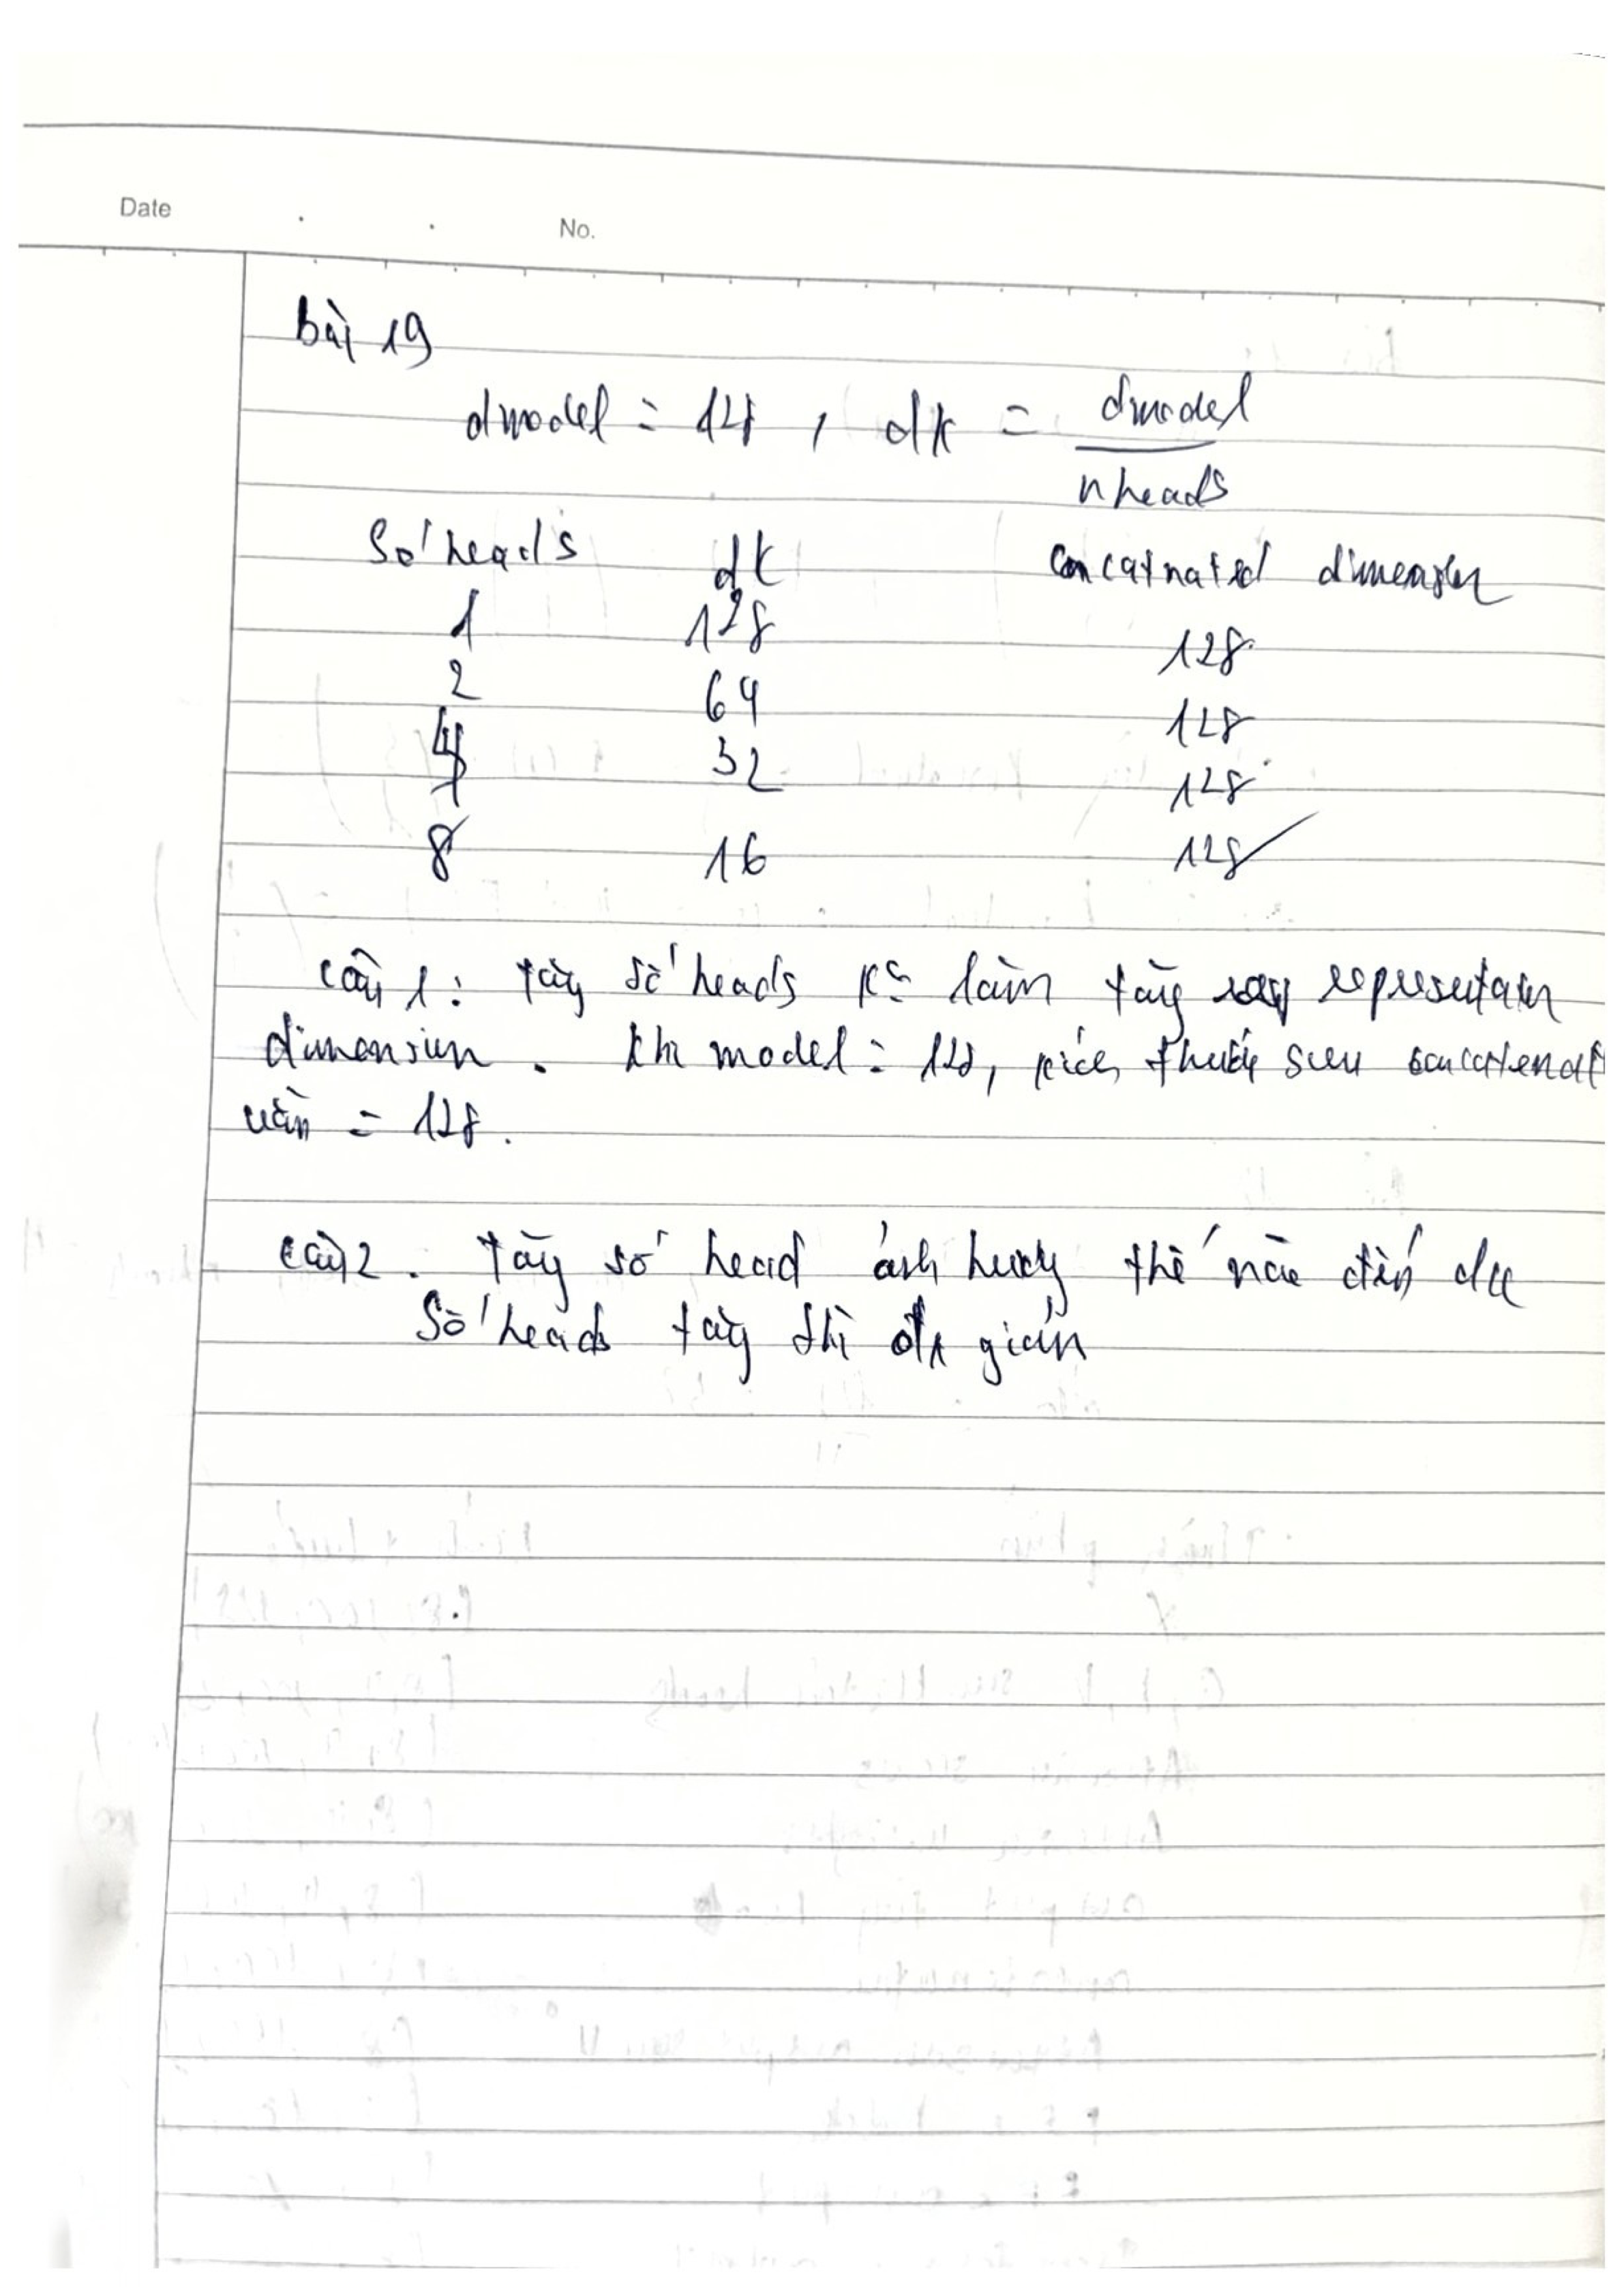 Date No.
Bài 19
dmodel = 128 , dk = dmodel / nheads
Số heads dk Concatnated dimension
1 128 128
2 64 128
4 32 128
8 16 128
câu 1: tăng số heads ko làm tăng representation
dimension . khi model = 128, kích thước sau concatenat
vẫn = 128.
câu 2 . tăng số head ảnh hưởng thế nào đến dk
Số heads tăng thì dk giảm